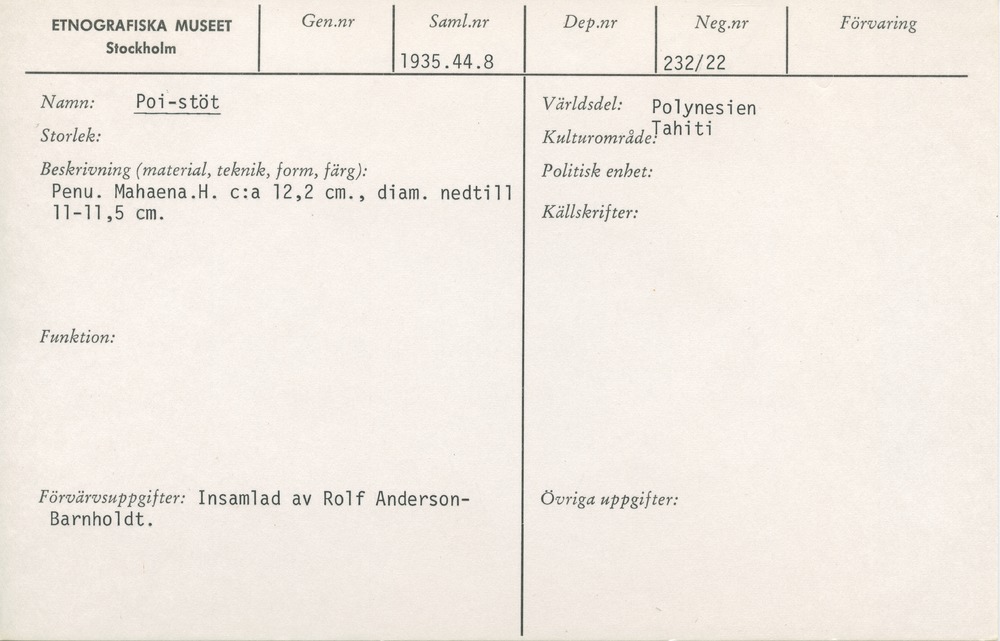 ETNOGRAFISKA MUSEET
Stockholm
Gen.nr
Saml.nr
1935.44.8
Dep.nr
Neg.nr
232/22
Förvaring
Namn: Poi-stöt
Storlek:
Beskrivning (material, teknik, form, färg):
Penu. Mahaena.H. c:a 12,2 cm., diam. nedtill
11-11,5 cm.
Funktion:
Förvärvsuppgifter: Insamlad av Rolf Anderson-
Barnholdt.
Världsdel: Polynesien
Kulturområde: Tahiti
Politisk enhet:
Källskrifter:
Övriga uppgifter: